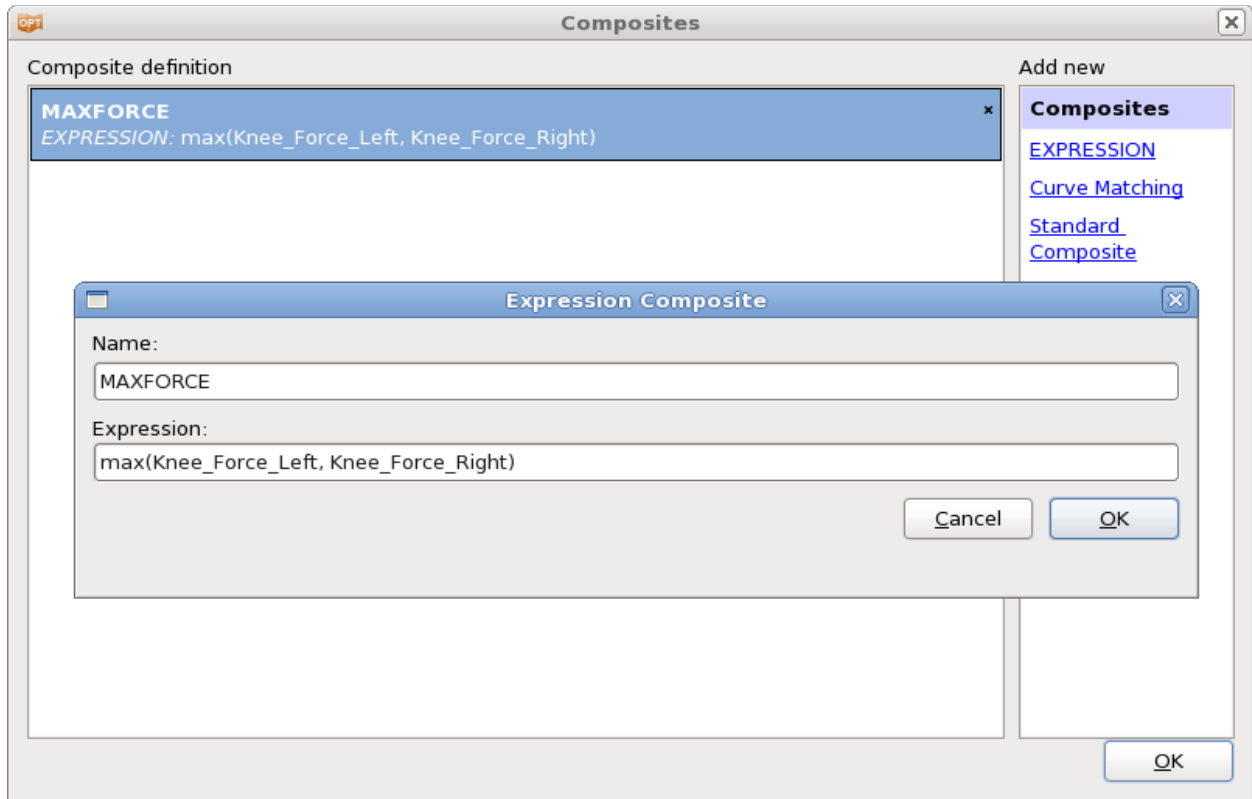 OPT
Composites
Composite definition
Add new
MAXFORCE
EXPRESSION: max(Knee_Force_Left, Knee_Force_Right)
Composites
EXPRESSION
Curve Matching
Standard
Composite
Expression Composite
Name:
MAXFORCE
Expression:
max(Knee_Force_Left, Knee_Force_Right)
Cancel
OK
OK